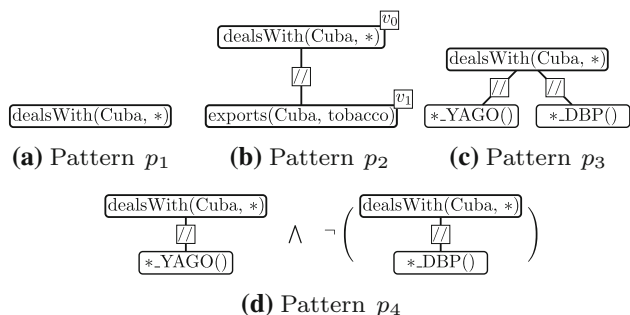 dealsWith(Cuba, *)
(a) Pattern p1
dealsWith(Cuba, *) v0
//
exports(Cuba, tobacco) v1
(b) Pattern p2
dealsWith(Cuba, *)
// //
*_YAGO() *_DBP()
(c) Pattern p3
dealsWith(Cuba, *)
//
*_YAGO()
∧ ¬ (
dealsWith(Cuba, *)
//
*_DBP()
)
(d) Pattern p4